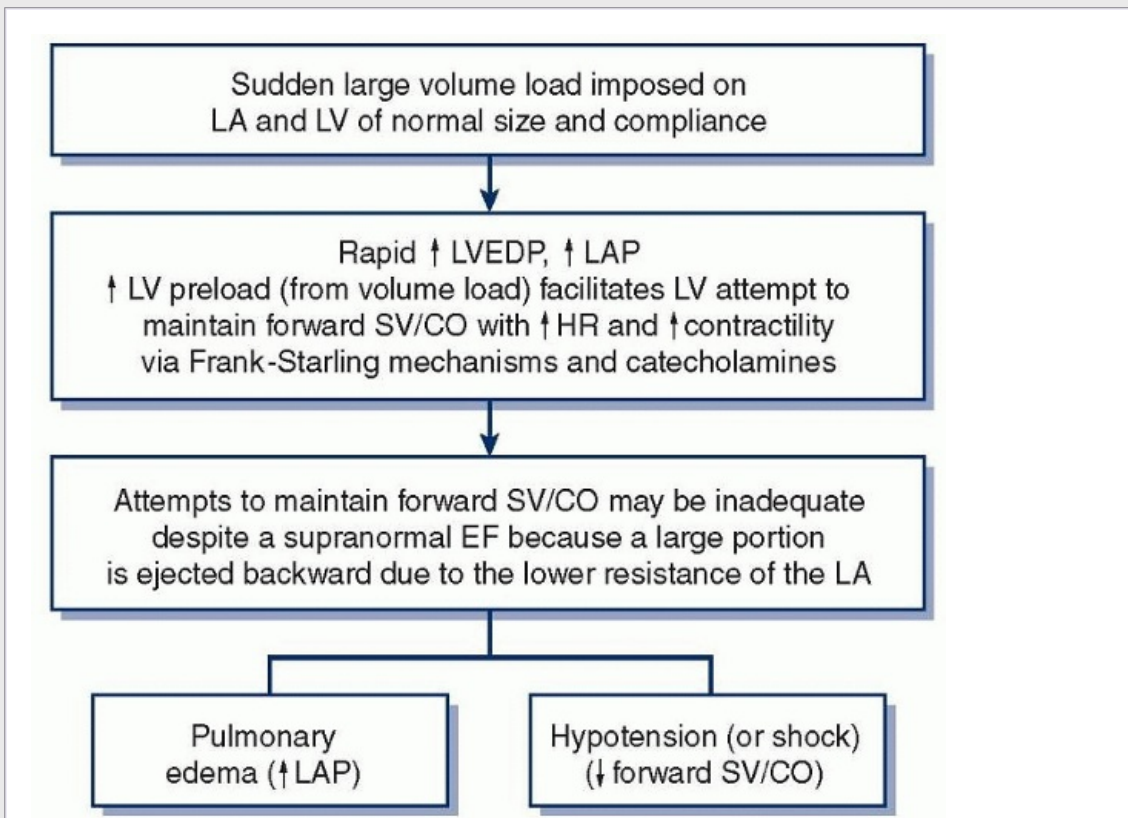 Sudden large volume load imposed on
LA and LV of normal size and compliance
Rapid ↑ LVEDP, ↑ LAP
↑ LV preload (from volume load) facilitates LV attempt to
maintain forward SV/CO with ↑ HR and ↑ contractility
via Frank-Starling mechanisms and catecholamines
Attempts to maintain forward SV/CO may be inadequate
despite a supranormal EF because a large portion
is ejected backward due to the lower resistance of the LA
Pulmonary
edema (↑ LAP)
Hypotension (or shock)
(↓ forward SV/CO)